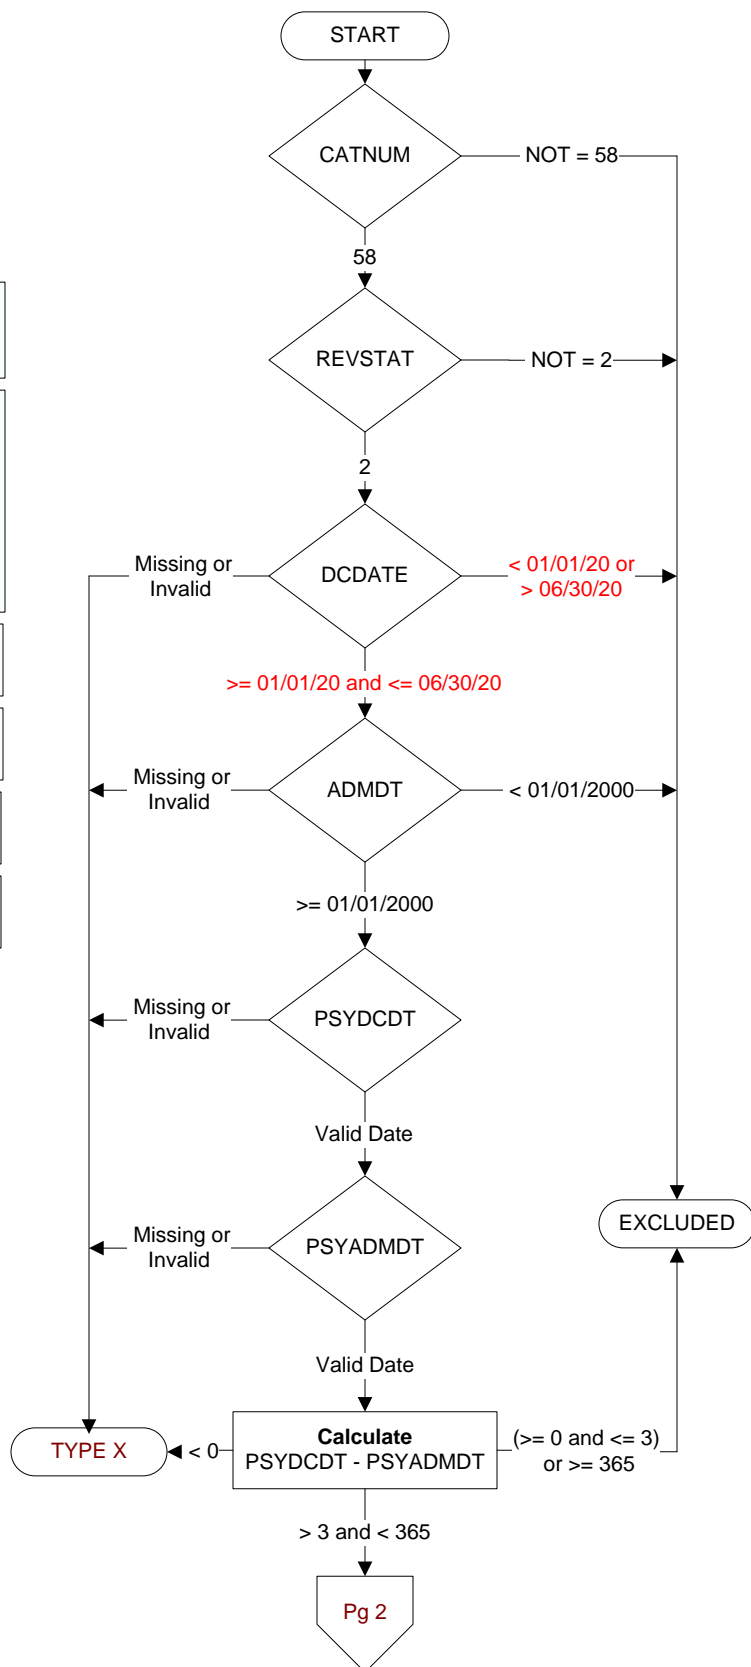 START
CATNUM
NOT = 58
58
REVSTAT
NOT = 2
2
Missing or
Invalid
DCDATE
< 01/01/20 or
> 06/30/20
>= 01/01/20 and <= 06/30/20
Missing or
Invalid
ADMDT
< 01/01/2000
>= 01/01/2000
Missing or
Invalid
PSYDCDT
Valid Date
Missing or
Invalid
PSYADMDT
EXCLUDED
Valid Date
TYPE X
< 0
Calculate
PSYDCDT - PSYADMDT
(>= 0 and <= 3)
or >= 365
> 3 and < 365
Pg 2